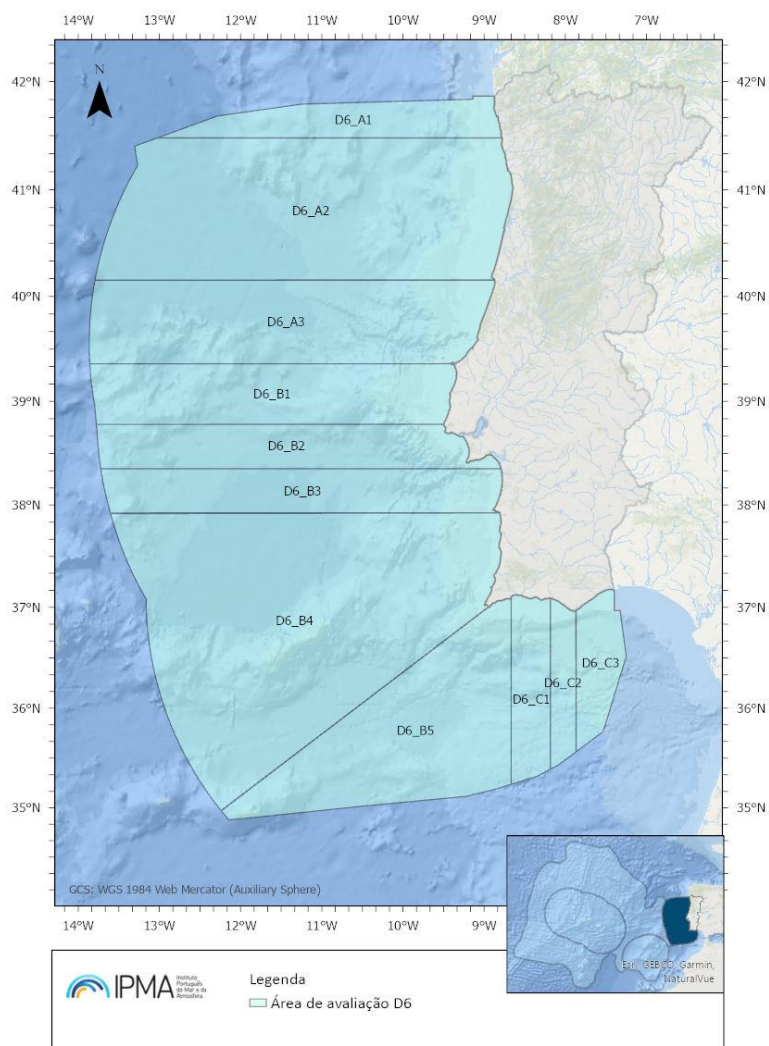 14°W 13°W 12°W 11°W 10°W 9°W 8°W 7°W
42°N 42°N
N
D6_A1
41°N 41°N
D6_A2
40°N 40°N
D6_A3
39°N 39°N
D6_B1
D6_B2
38°N 38°N
D6_B3
37°N 37°N
D6_B4
D6_C3
D6_C2
D6_C1
36°N 36°N
D6_B5
35°N 35°N
GCS: WGS 1984 Web Mercator (Auxiliary Sphere)
Esri, GEBCO, Garmin,
NaturalVue
14°W 13°W 12°W 11°W 10°W 9°W 8°W 7°W
IPMA
Instituto
Português
do Mar e da
Atmosfera
Legenda
Área de avaliação D6